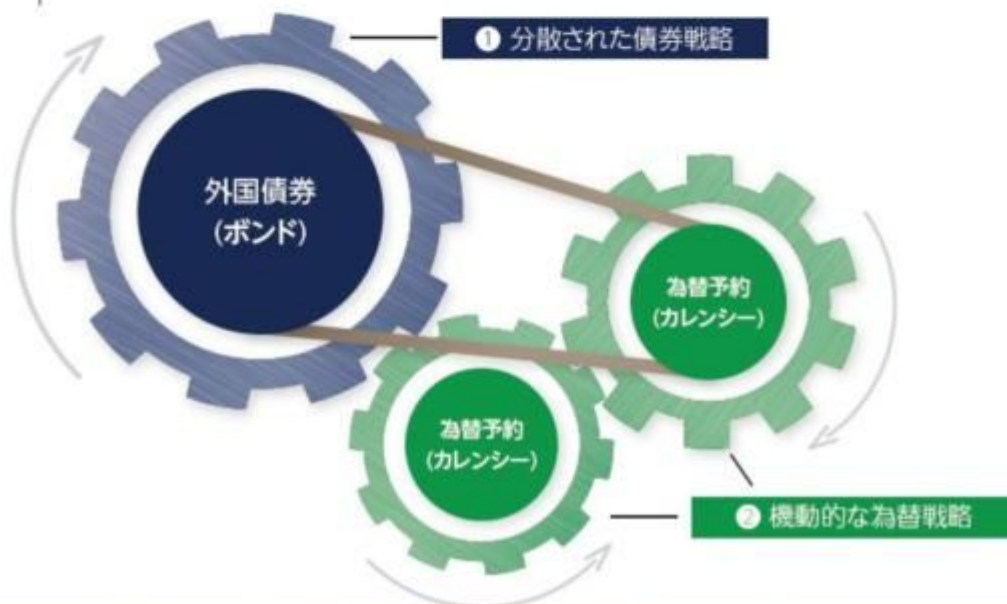 ❶ 分散された債券戦略
外国債券
(ボンド)
為替予約
(カレンシー)
為替予約
(カレンシー)
❷ 機動的な為替戦略